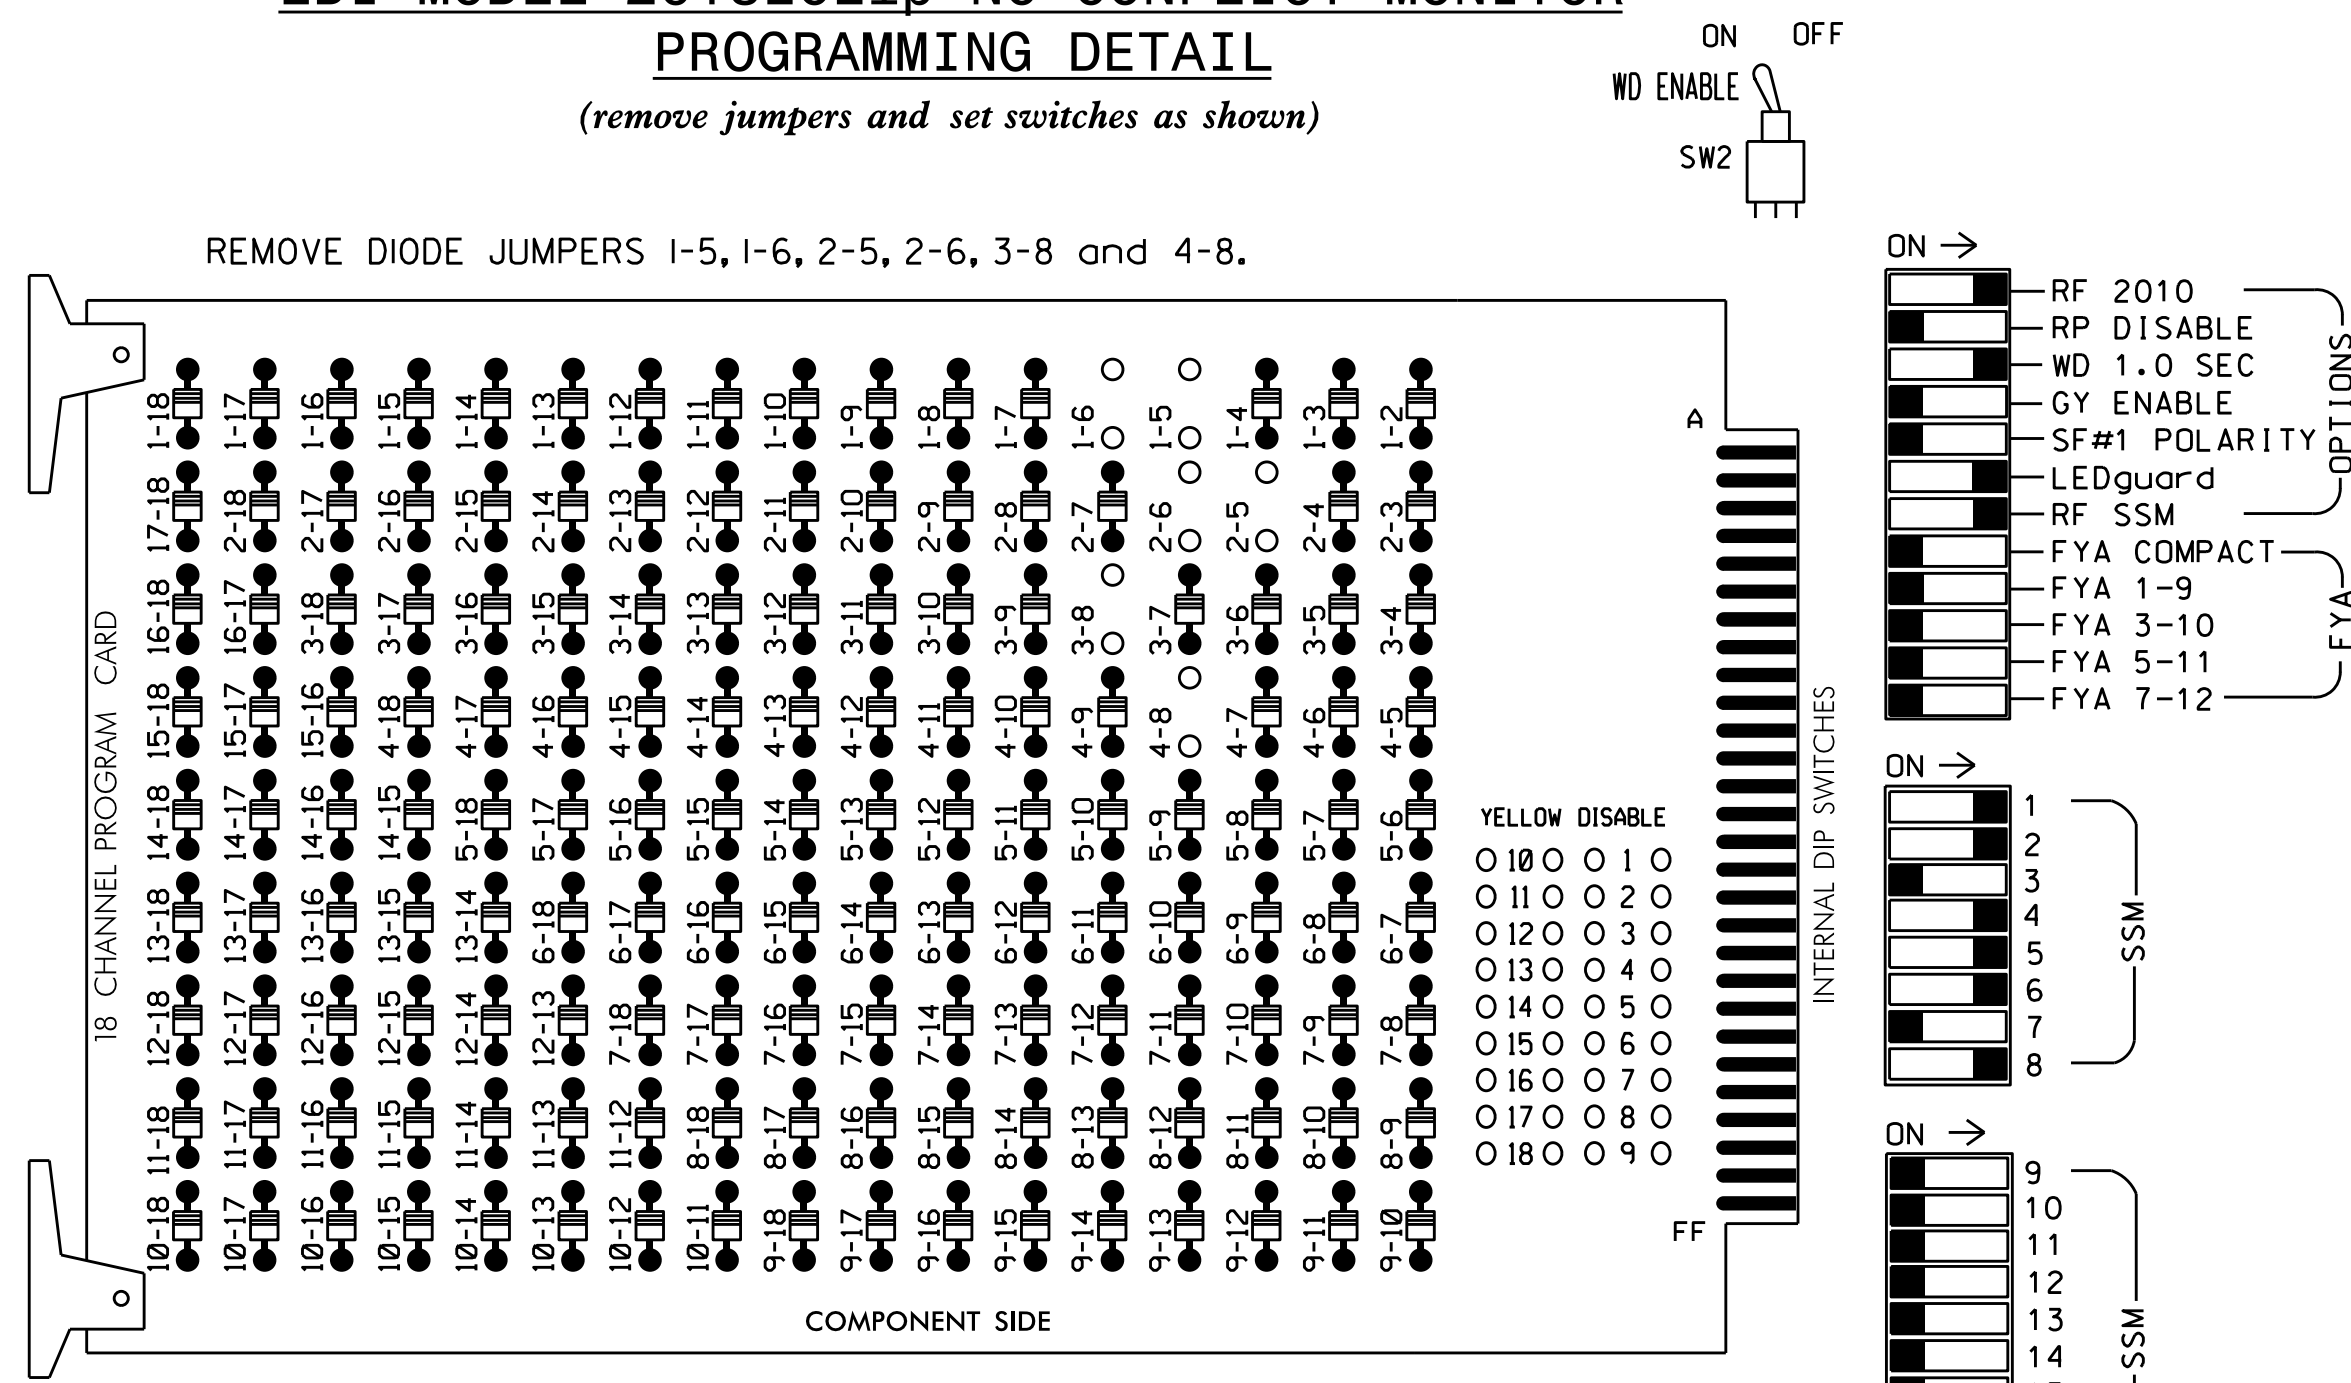 PROGRAMMING DETAIL
(remove jumpers and set switches as shown)
ON OFF
WD ENABLE
SW2
REMOVE DIODE JUMPERS 1-5, 1-6, 2-5, 2-6, 3-8 and 4-8.
18 CHANNEL PROGRAM CARD
1-18 1-17 1-16 1-15 1-14 1-13 1-12 1-11 1-10 1-9 1-8 1-7 1-6 1-5 1-4 1-3 1-2
17-18 2-18 2-17 2-16 2-15 2-14 2-13 2-12 2-11 2-10 2-9 2-8 2-7 2-6 2-5 2-4 2-3
16-18 16-17 3-18 3-17 3-16 3-15 3-14 3-13 3-12 3-11 3-10 3-9 3-8 3-7 3-6 3-5 3-4
15-18 15-17 15-16 4-18 4-17 4-16 4-15 4-14 4-13 4-12 4-11 4-10 4-9 4-8 4-7 4-6 4-5
14-18 14-17 14-16 14-15 5-18 5-17 5-16 5-15 5-14 5-13 5-12 5-11 5-10 5-9 5-8 5-7 5-6
13-18 13-17 13-16 13-15 13-14 6-18 6-17 6-16 6-15 6-14 6-13 6-12 6-11 6-10 6-9 6-8 6-7
12-18 12-17 12-16 12-15 12-14 12-13 7-18 7-17 7-16 7-15 7-14 7-13 7-12 7-11 7-10 7-9 7-8
11-18 11-17 11-16 11-15 11-14 11-13 11-12 8-18 8-17 8-16 8-15 8-14 8-13 8-12 8-11 8-10 8-9
10-18 10-17 10-16 10-15 10-14 10-13 10-12 10-11 9-18 9-17 9-16 9-15 9-14 9-13 9-12 9-11 9-10
COMPONENT SIDE
YELLOW DISABLE
10 1
11 2
12 3
13 4
14 5
15 6
16 7
17 8
18 9
A
FF
INTERNAL DIP SWITCHES
ON
RF 2010
RP DISABLE
WD 1.0 SEC
GY ENABLE
SF#1 POLARITY
LEDguard
RF SSM
OPTIONS
FYA COMPACT
FYA 1-9
FYA 3-10
FYA 5-11
FYA 7-12
FYA
ON
1
2
3
4
5
6
7
8
SSM
ON
9
10
11
12
13
14
SSM